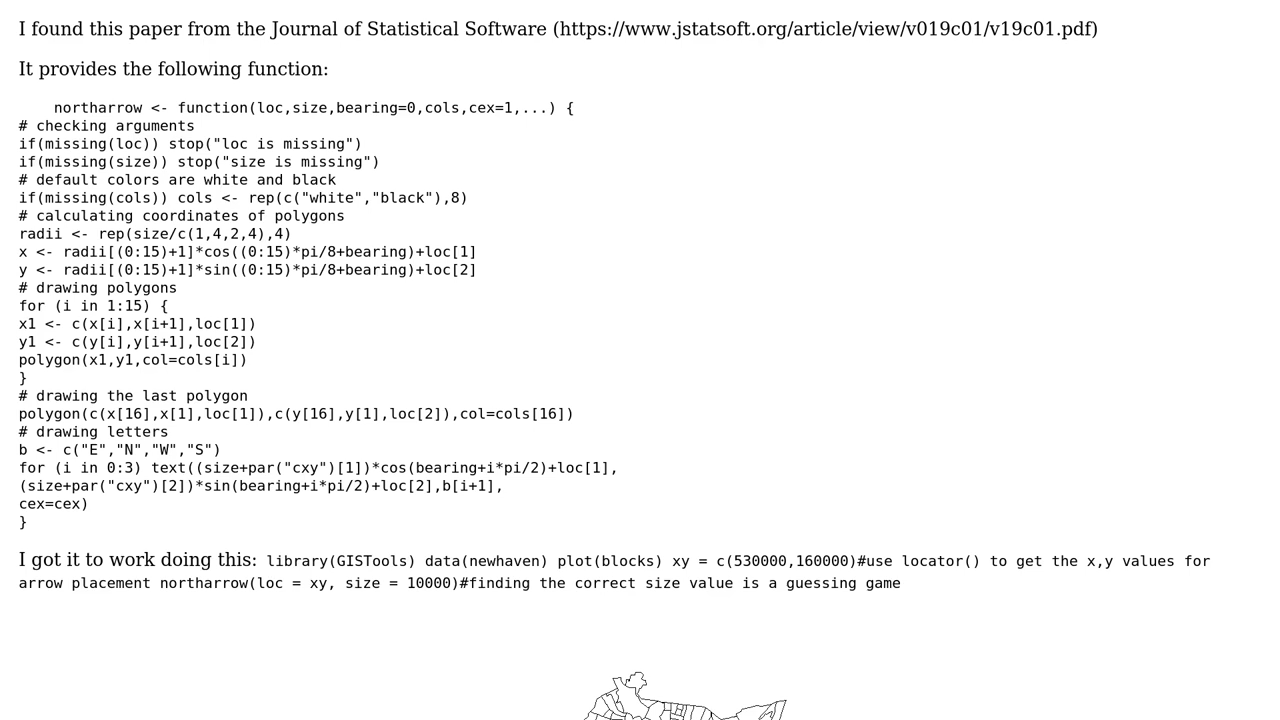 I found this paper from the Journal of Statistical Software (https://www.jstatsoft.org/article/view/v019c01/v19c01.pdf)
It provides the following function:
northarrow <- function(loc,size,bearing=0,cols,cex=1,...) {
# checking arguments
if(missing(loc)) stop("loc is missing")
if(missing(size)) stop("size is missing")
# default colors are white and black
if(missing(cols)) cols <- rep(c("white","black"),8)
# calculating coordinates of polygons
radii <- rep(size/c(1,4,2,4),4)
x <- radii[(0:15)+1]*cos((0:15)*pi/8+bearing)+loc[1]
y <- radii[(0:15)+1]*sin((0:15)*pi/8+bearing)+loc[2]
# drawing polygons
for (i in 1:15) {
x1 <- c(x[i],x[i+1],loc[1])
y1 <- c(y[i],y[i+1],loc[2])
polygon(x1,y1,col=cols[i])
}
# drawing the last polygon
polygon(c(x[16],x[1],loc[1]),c(y[16],y[1],loc[2]),col=cols[16])
# drawing letters
b <- c("E","N","W","S")
for (i in 0:3) text((size+par("cxy")[1])*cos(bearing+i*pi/2)+loc[1],
(size+par("cxy")[2])*sin(bearing+i*pi/2)+loc[2],b[i+1],
cex=cex)
}
I got it to work doing this: library(GISTools) data(newhaven) plot(blocks) xy = c(530000,160000)#use locator() to get the x,y values for
arrow placement northarrow(loc = xy, size = 10000)#finding the correct size value is a guessing game